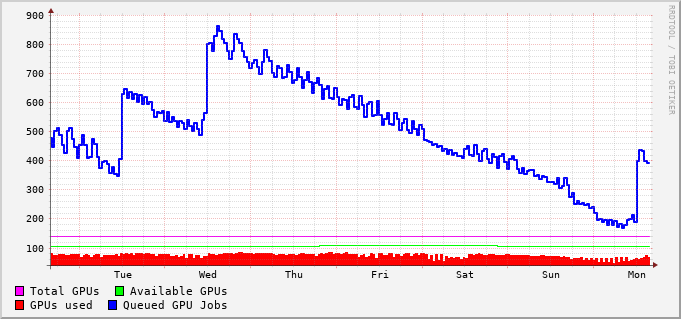 900
800
700
600
500
400
300
200
100
Tue Wed Thu Fri Sat Sun Mon
Total GPUs Available GPUs
GPUs used Queued GPU Jobs
RRDTOOL / TOBI OETIKER